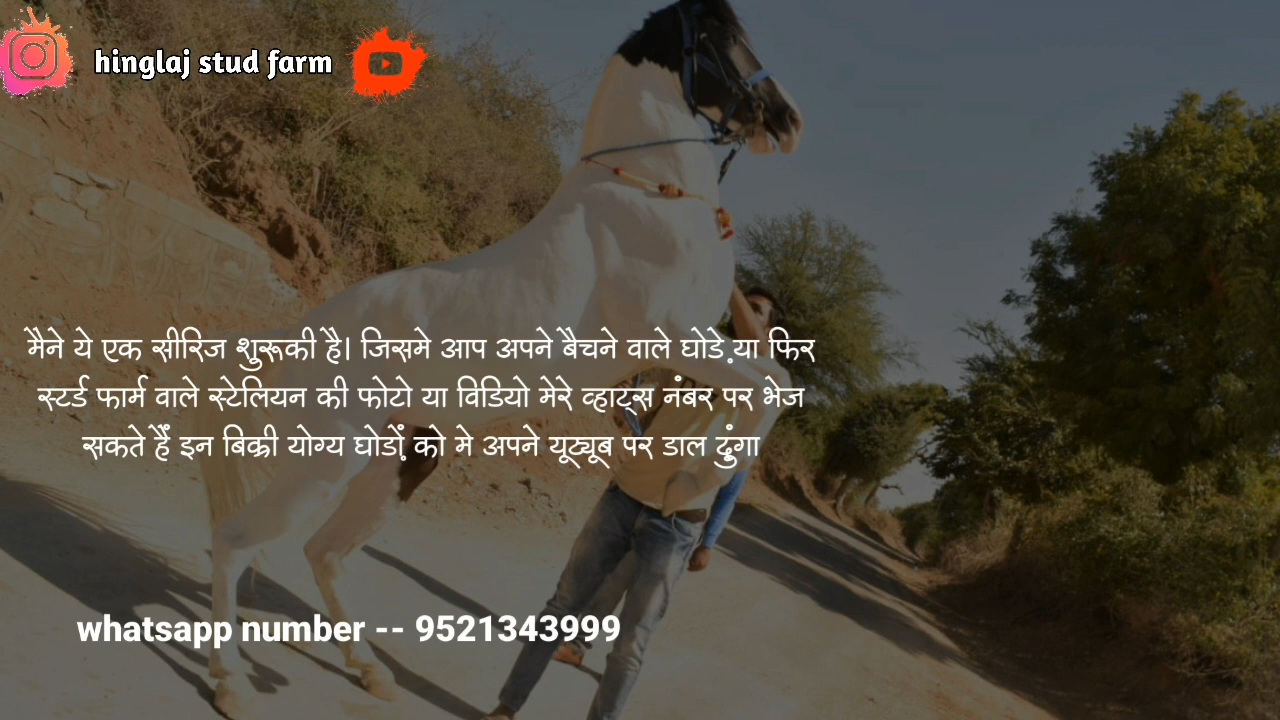 hinglaj stud farm
मैने ये एक सीरिज शुरूकी है। जिसमे आप अपने बैचने वाले घोडे़ या फिर
स्टर्ड फार्म वाले स्टेलियन की फोटो या विडियो मेरे व्हाट्स नंबर पर भेज
सकते हैं इन बिक्री योग्य घोडों़ को मे अपने यूट्यूब पर डाल दुंगा
whatsapp number -- 9521343999